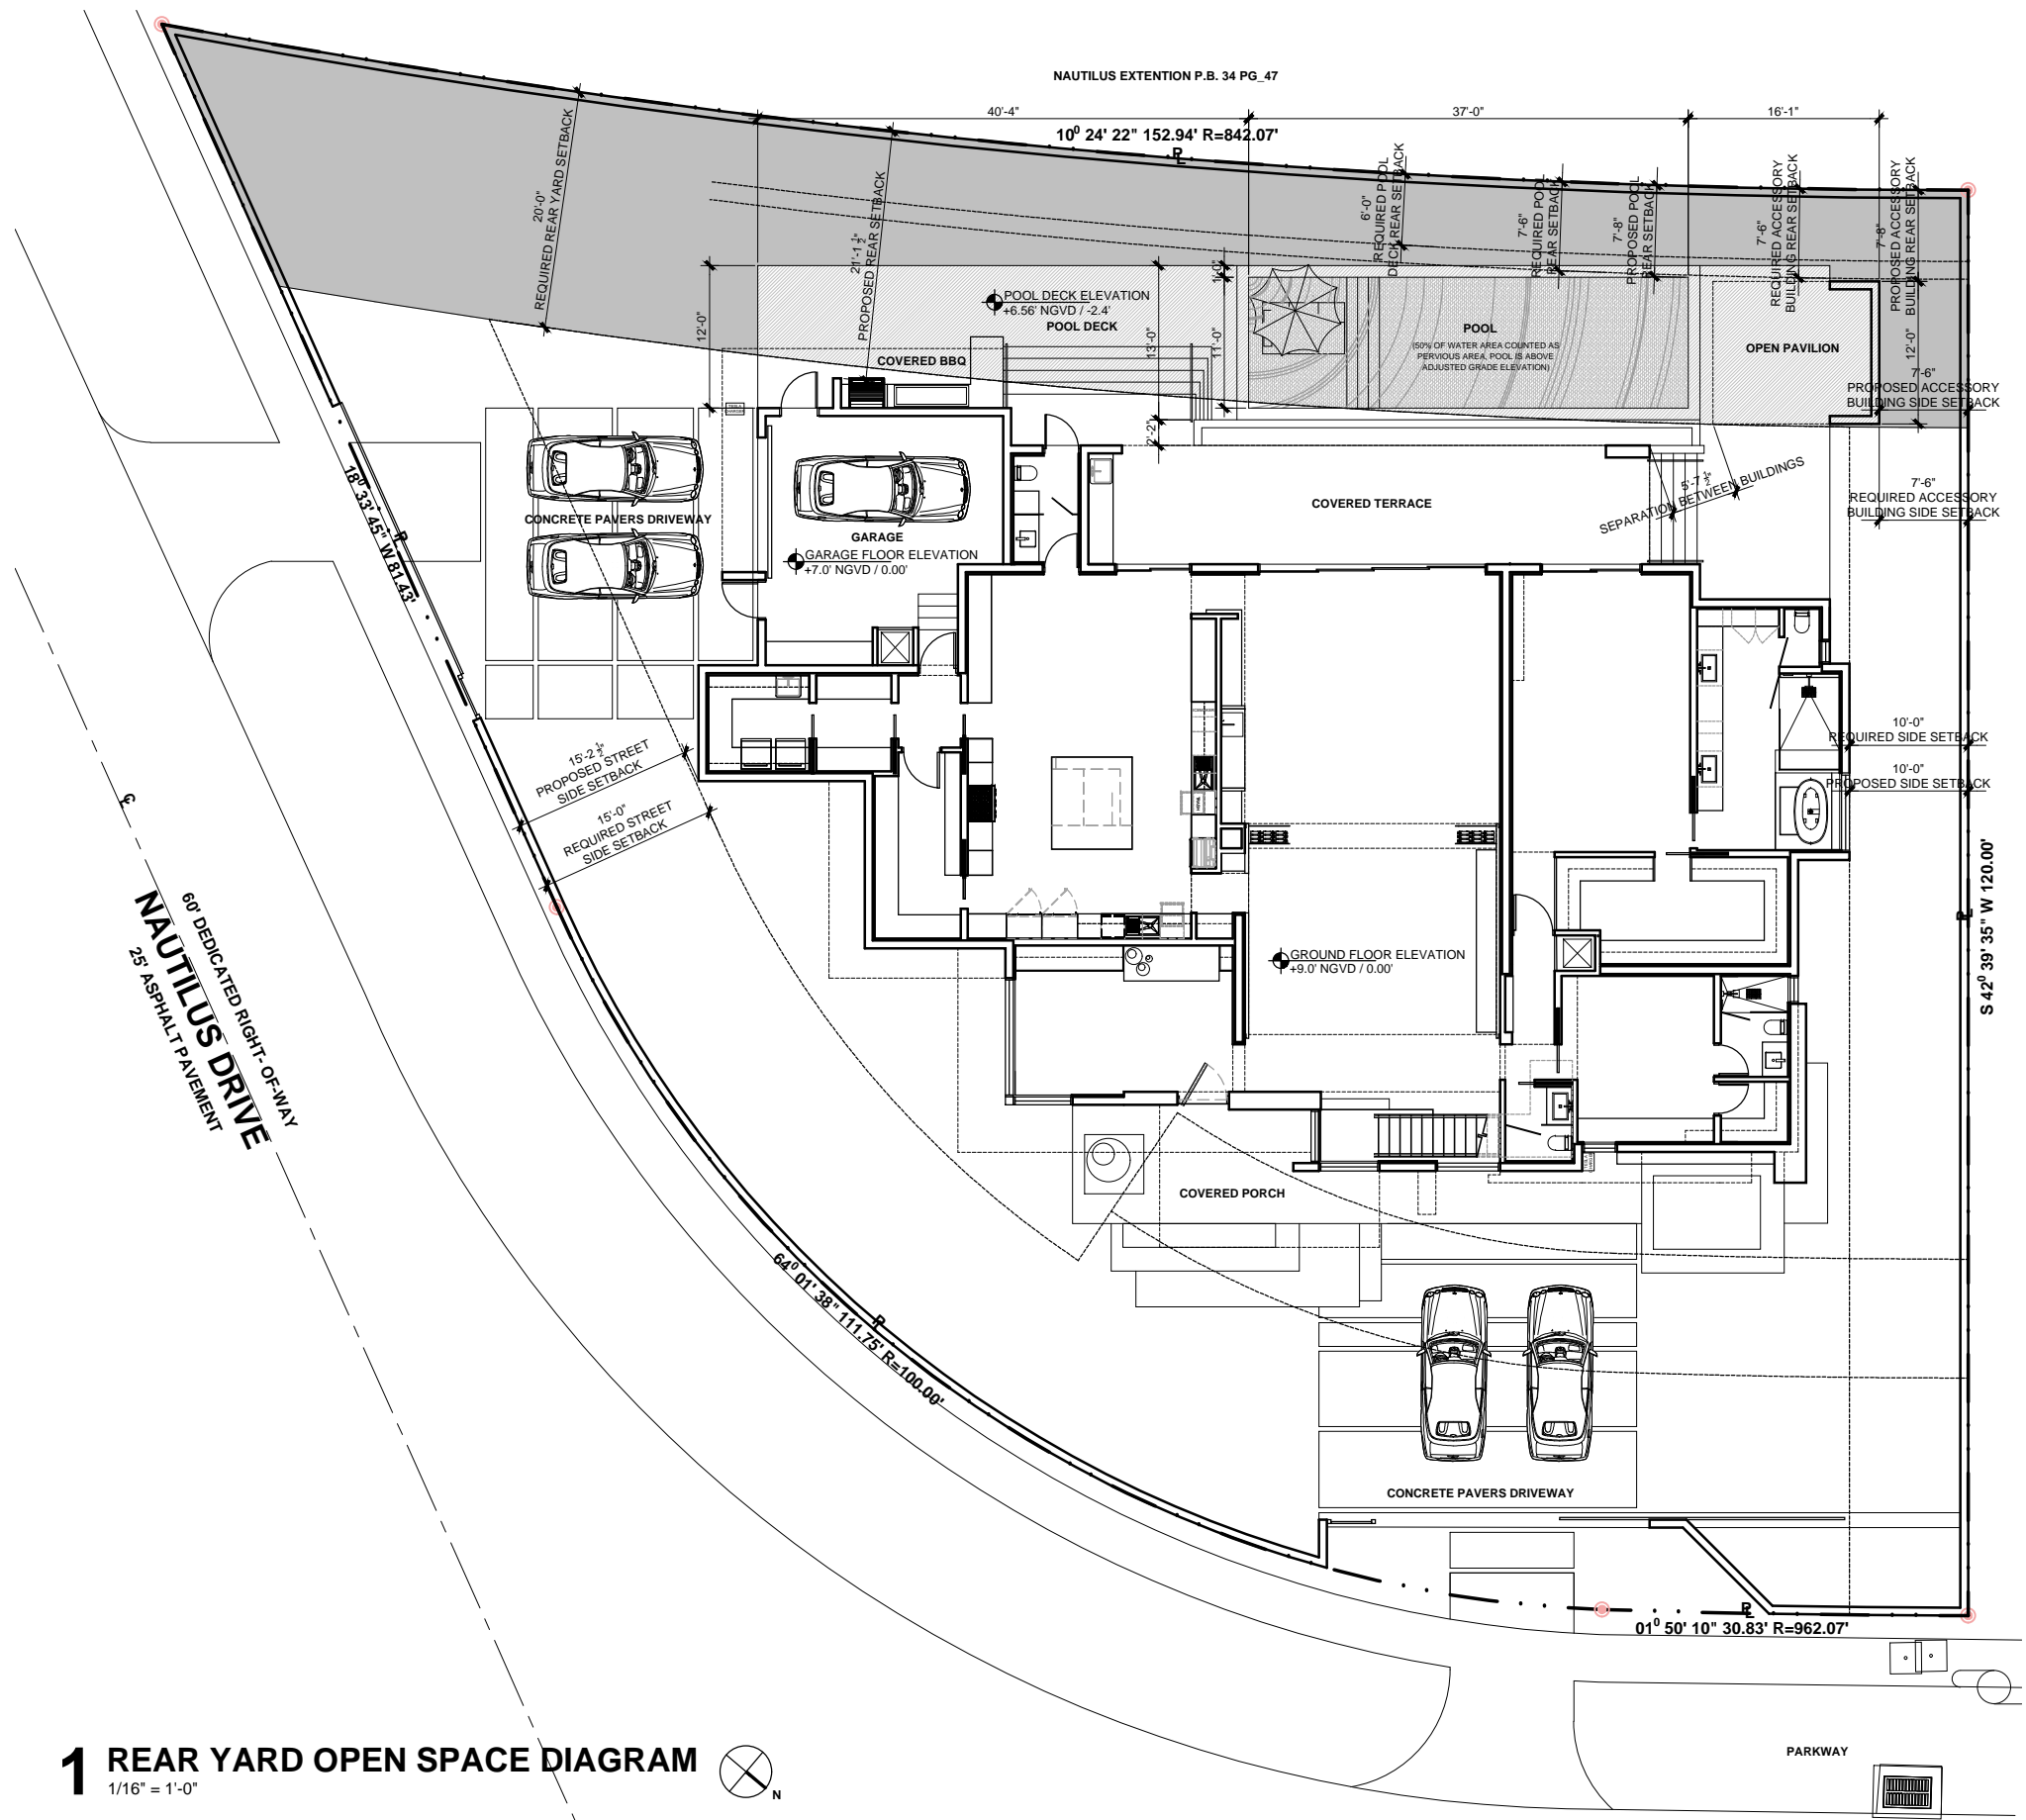 NAUTILUS EXTENTION P.B. 34 PG_47
40'-4"
37'-0"
16'-1"
10⁰ 24' 22" 152.94' R=842.07'
PL
20'-0"
REQUIRED REAR YARD SETBACK
21'-1 ½"
PROPOSED REAR SETBACK
6'-0"
REQUIRED POOL
DECK REAR SETBACK
7'-6"
REQUIRED POOL
REAR SETBACK
7'-8"
PROPOSED POOL
REAR SETBACK
7'-6"
REQUIRED ACCESSORY
BUILDING REAR SETBACK
7'-8"
PROPOSED ACCESSORY
BUILDING REAR SETBACK
12'-0"
13'-0"
1'-0"
11'-0"
12'-0"
2'-2"
POOL DECK ELEVATION
+6.56' NGVD / -2.4'
POOL DECK
COVERED BBQ
POOL
(50% OF WATER AREA COUNTED AS
PERVIOUS AREA, POOL IS ABOVE
ADJUSTED GRADE ELEVATION)
OPEN PAVILION
7'-6"
PROPOSED ACCESSORY
BUILDING SIDE SETBACK
7'-6"
REQUIRED ACCESSORY
BUILDING SIDE SETBACK
5'-7 ½"
SEPARATION BETWEEN BUILDINGS
COVERED TERRACE
CONCRETE PAVERS DRIVEWAY
GARAGE
GARAGE FLOOR ELEVATION
+7.0' NGVD / 0.00'
18⁰ 33' 45" W 81.43'
PL
15'-2 ½"
PROPOSED STREET
SIDE SETBACK
15'-0"
REQUIRED STREET
SIDE SETBACK
10'-0"
REQUIRED SIDE SETBACK
10'-0"
PROPOSED SIDE SETBACK
S 42⁰ 39' 35" W 120.00'
PL
GROUND FLOOR ELEVATION
+9.0' NGVD / 0.00'
CL
60' DEDICATED RIGHT- OF-WAY
NAUTILUS DRIVE
25' ASPHALT PAVEMENT
COVERED PORCH
PL
64⁰ 01' 38" 111.75' R=100.00'
CONCRETE PAVERS DRIVEWAY
PL
01⁰ 50' 10" 30.83' R=962.07'
PARKWAY
1 REAR YARD OPEN SPACE DIAGRAM
1/16" = 1'-0"
N